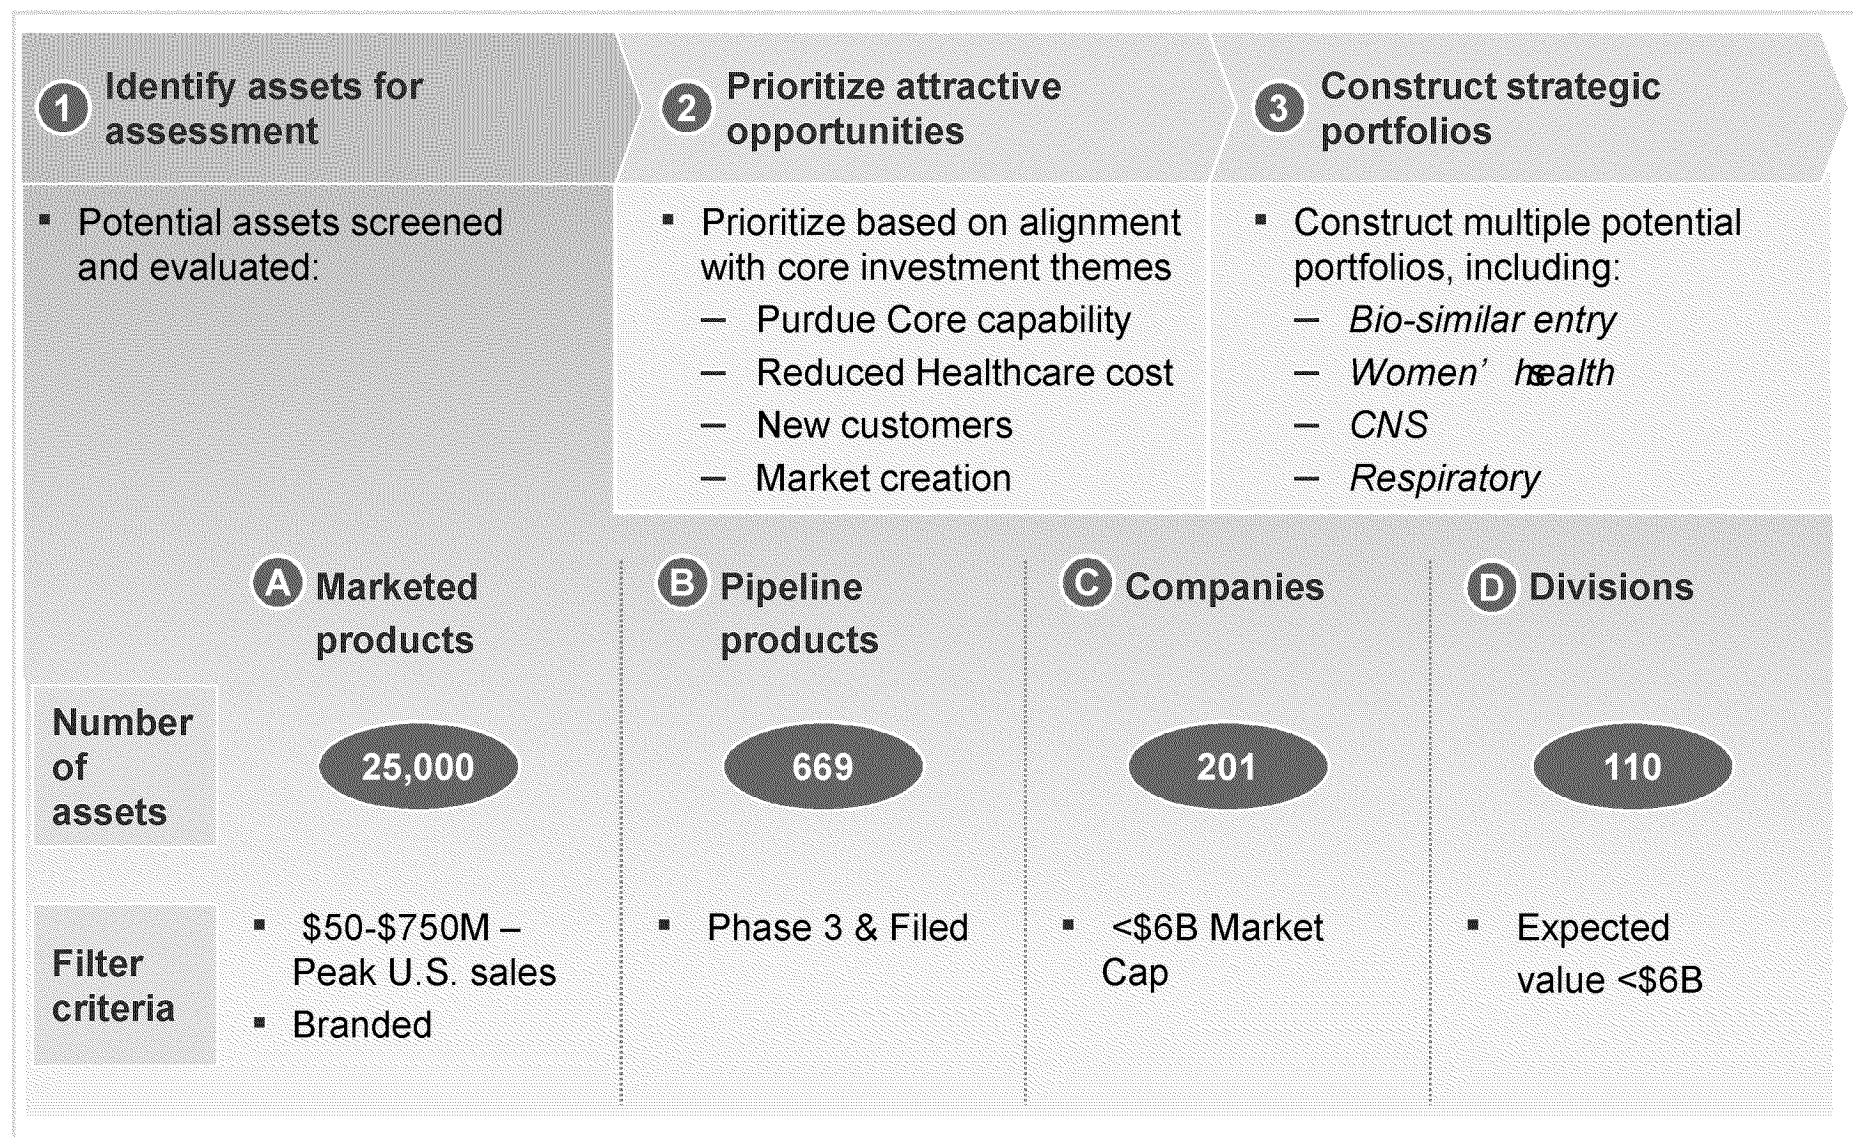 1 Identify assets for
assessment
2 Prioritize attractive
opportunities
3 Construct strategic
portfolios
▪ Potential assets screened
and evaluated:
▪ Prioritize based on alignment
with core investment themes
– Purdue Core capability
– Reduced Healthcare cost
– New customers
– Market creation
▪ Construct multiple potential
portfolios, including:
– Bio-similar entry
– Women’s health
– CNS
– Respiratory
A Marketed
products
B Pipeline
products
C Companies
D Divisions
Number
of
assets
25,000
669
201
110
Filter
criteria
▪ $50-$750M –
Peak U.S. sales
▪ Branded
▪ Phase 3 & Filed
▪ <$6B Market
Cap
▪ Expected
value <$6B